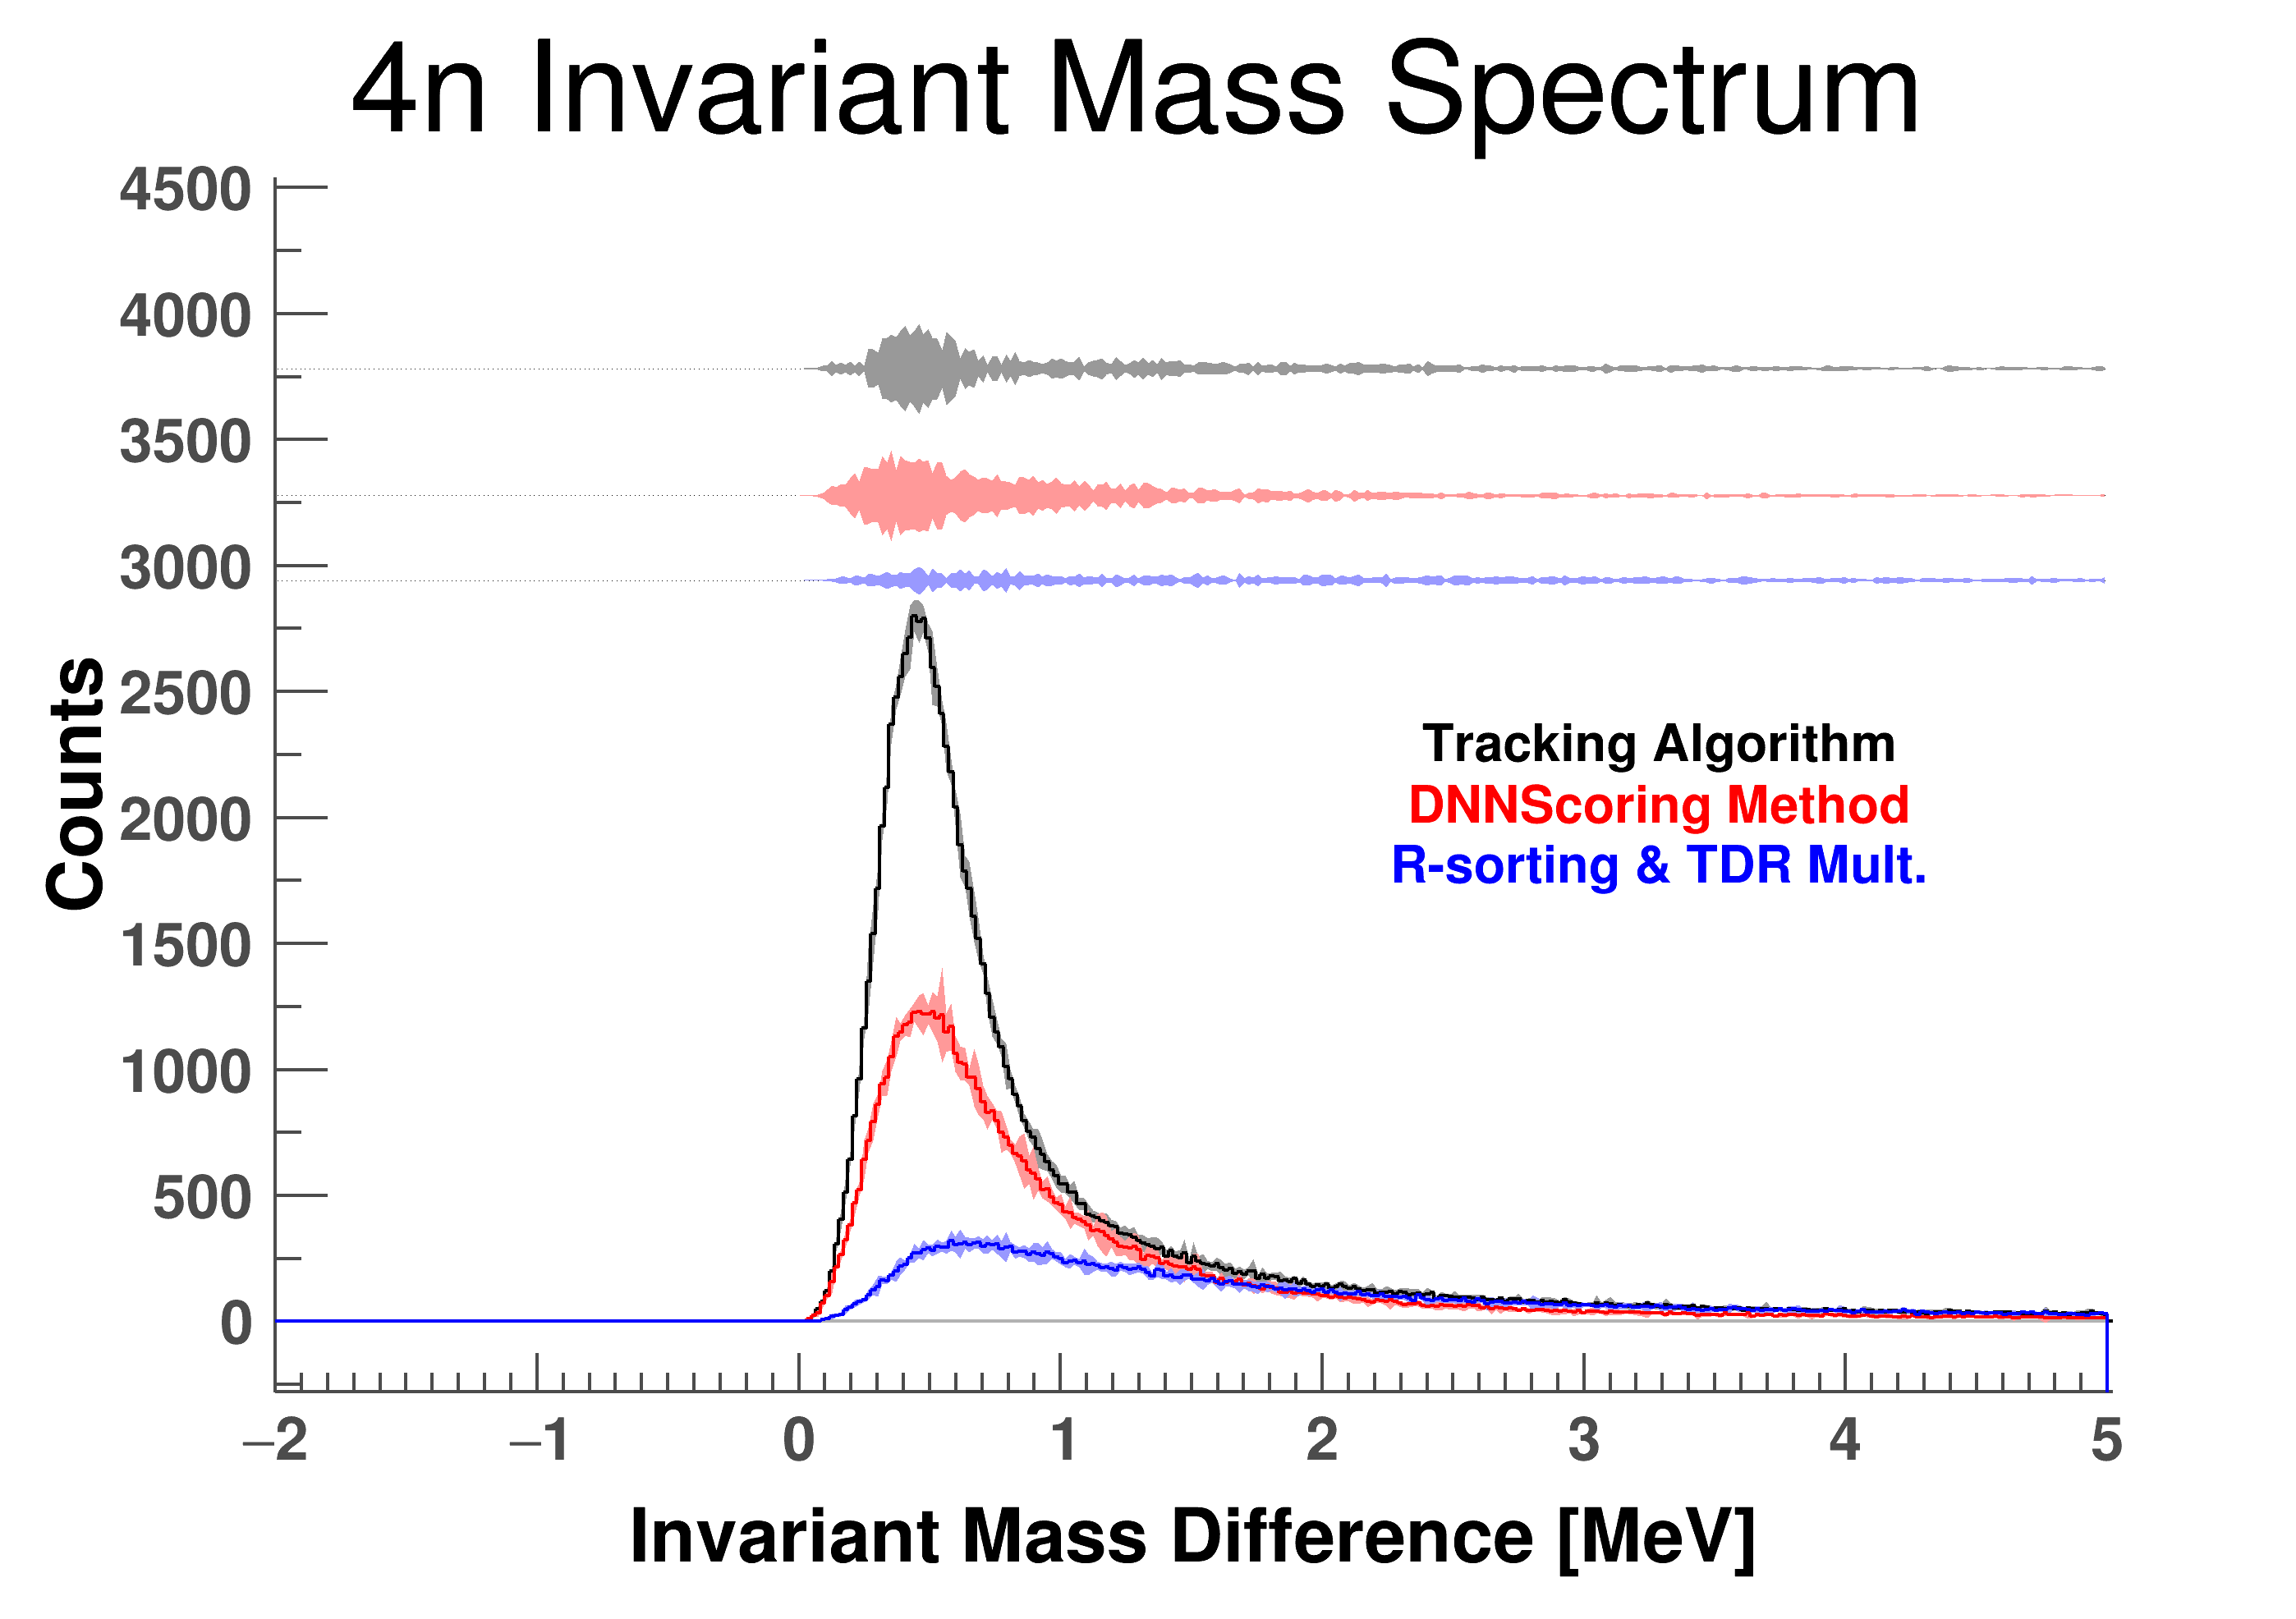 4n Invariant Mass Spectrum
4500
4000
3500
3000
2500
2000
1500
1000
500
0
Counts
Tracking Algorithm
DNNScoring Method
R-sorting & TDR Mult.
−2 −1 0 1 2 3 4 5
Invariant Mass Difference [MeV]